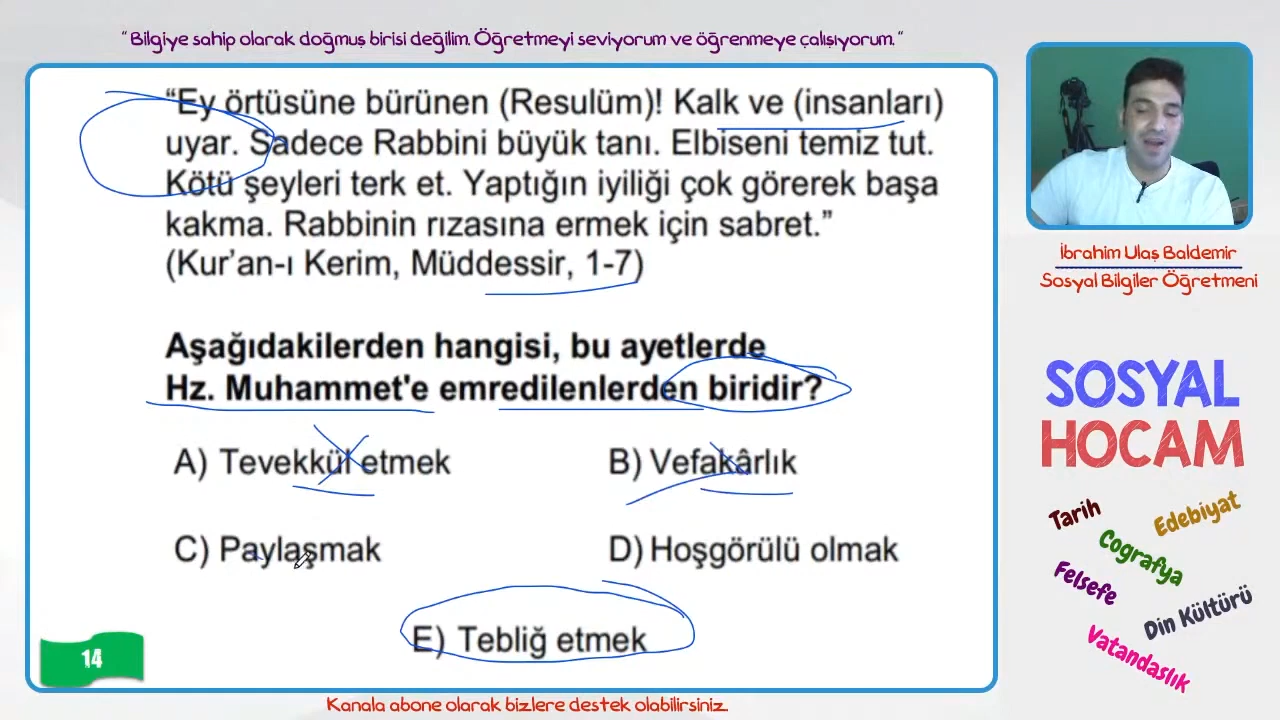 “Bilgiye sahip olarak doğmuş birisi değilim. Öğretmeyi seviyorum ve öğrenmeye çalışıyorum.”
“Ey örtüsüne bürünen (Resulüm)! Kalk ve (insanları)
uyar. Sadece Rabbini büyük tanı. Elbiseni temiz tut.
Kötü şeyleri terk et. Yaptığın iyiliği çok görerek başa
kakma. Rabbinin rızasına ermek için sabret.”
(Kur’an-ı Kerim, Müddessir, 1-7)
Aşağıdakilerden hangisi, bu ayetlerde
Hz. Muhammet'e emredilenlerden biridir?
A) Tevekkül etmek
B) Vefakârlık
C) Paylaşmak
D) Hoşgörülü olmak
E) Tebliğ etmek
14
İbrahim Ulaş Baldemir
Sosyal Bilgiler Öğretmeni
SOSYAL
HOCAM
Tarih
Edebiyat
Cografya
Felsefe
Din Kültürü
Vatandaslık
Kanala abone olarak bizlere destek olabilirsiniz.